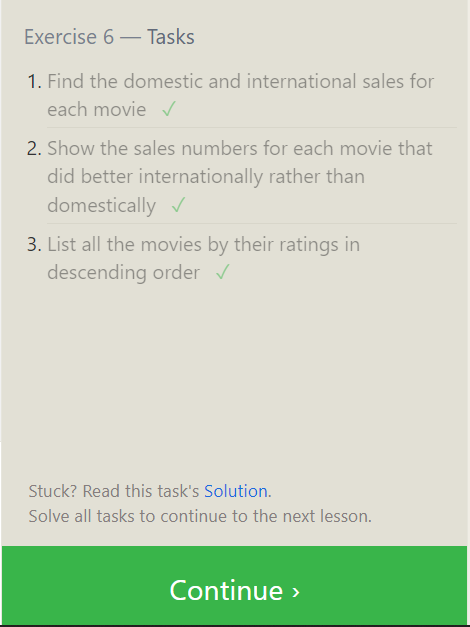 Exercise 6 — Tasks
1. Find the domestic and international sales for
each movie ✓
2. Show the sales numbers for each movie that
did better internationally rather than
domestically ✓
3. List all the movies by their ratings in
descending order ✓
Stuck? Read this task's Solution.
Solve all tasks to continue to the next lesson.
Continue ›